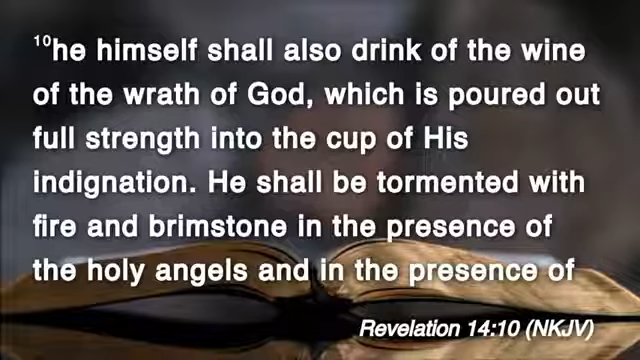 10he himself shall also drink of the wine
of the wrath of God, which is poured out
full strength into the cup of His
indignation. He shall be tormented with
fire and brimstone in the presence of
the holy angels and in the presence of
Revelation 14:10 (NKJV)